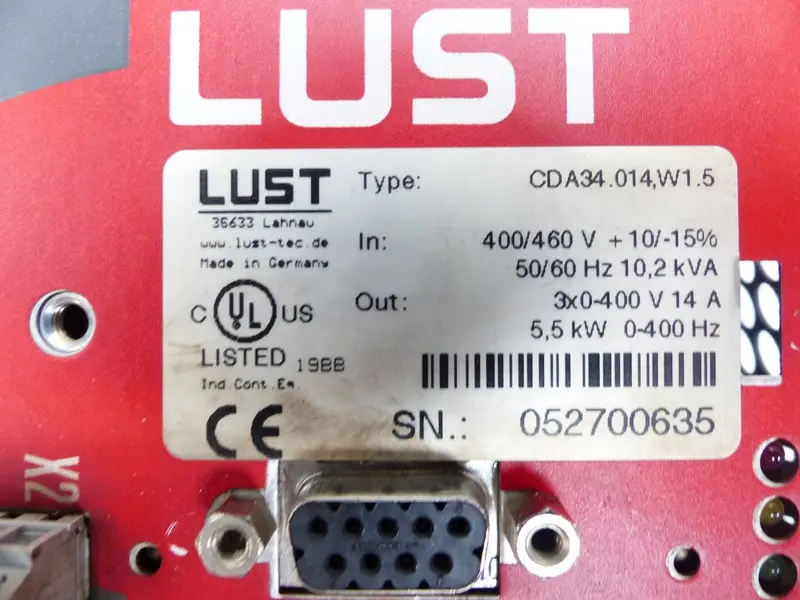 LUST
LUST
35633 Lahnau
www.lust-tec.de
Made in Germany
Type: CDA34.014,W1.5
In: 400/460 V +10/-15%
50/60 Hz 10,2 kVA
Out: 3x0-400 V 14 A
5,5 kW 0-400 Hz
C UL US
LISTED 19BB
Ind.Cont.Eq.
CE
SN.: 052700635
X2